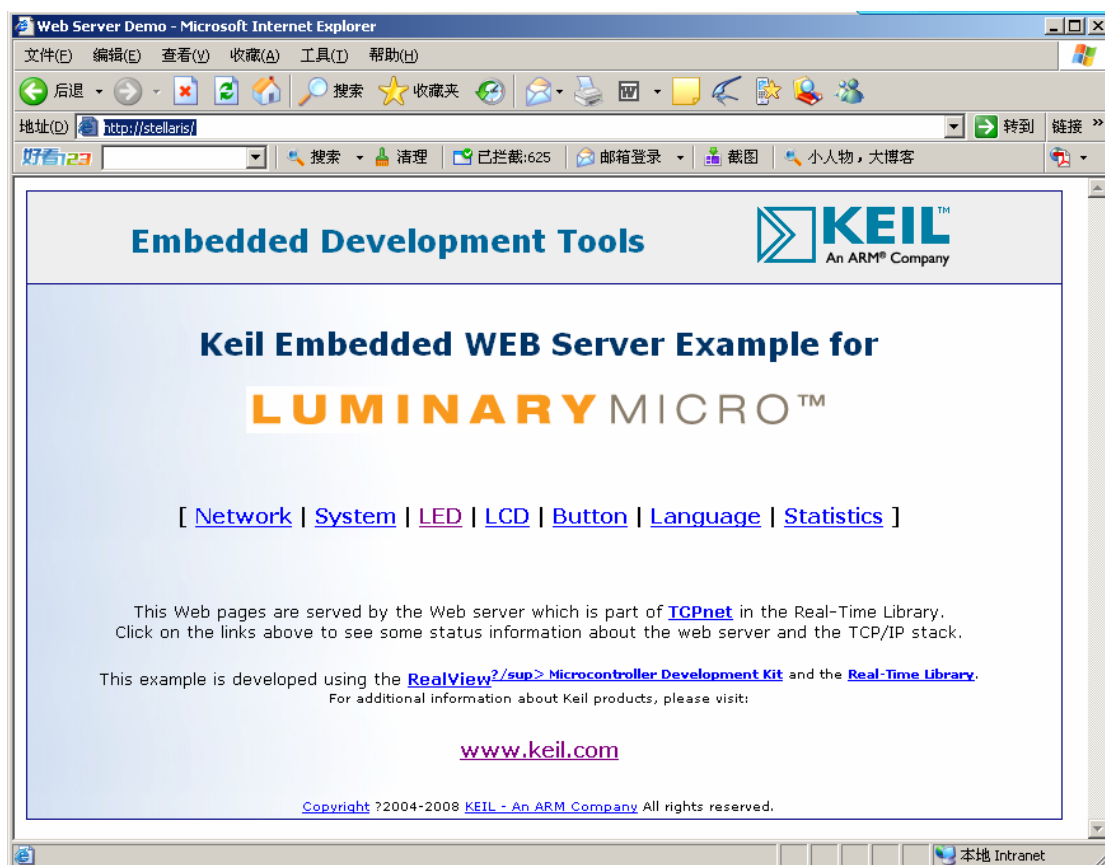 Web Server Demo - Microsoft Internet Explorer
文件(F) 编辑(E) 查看(V) 收藏(A) 工具(T) 帮助(H)
后退 搜索 收藏夹
地址(D) http://stellaris/ 转到 链接 »
好看123 搜索 清理 已拦截:625 邮箱登录 截图 小人物，大博客
Embedded Development Tools
KEIL™
An ARM® Company
Keil Embedded WEB Server Example for
LUMINARYMICRO™
[ Network | System | LED | LCD | Button | Language | Statistics ]
This Web pages are served by the Web server which is part of TCPnet in the Real-Time Library.
Click on the links above to see some status information about the web server and the TCP/IP stack.
This example is developed using the RealView?/sup> Microcontroller Development Kit and the Real-Time Library.
For additional information about Keil products, please visit:
www.keil.com
Copyright ?2004-2008 KEIL - An ARM Company All rights reserved.
本地 Intranet